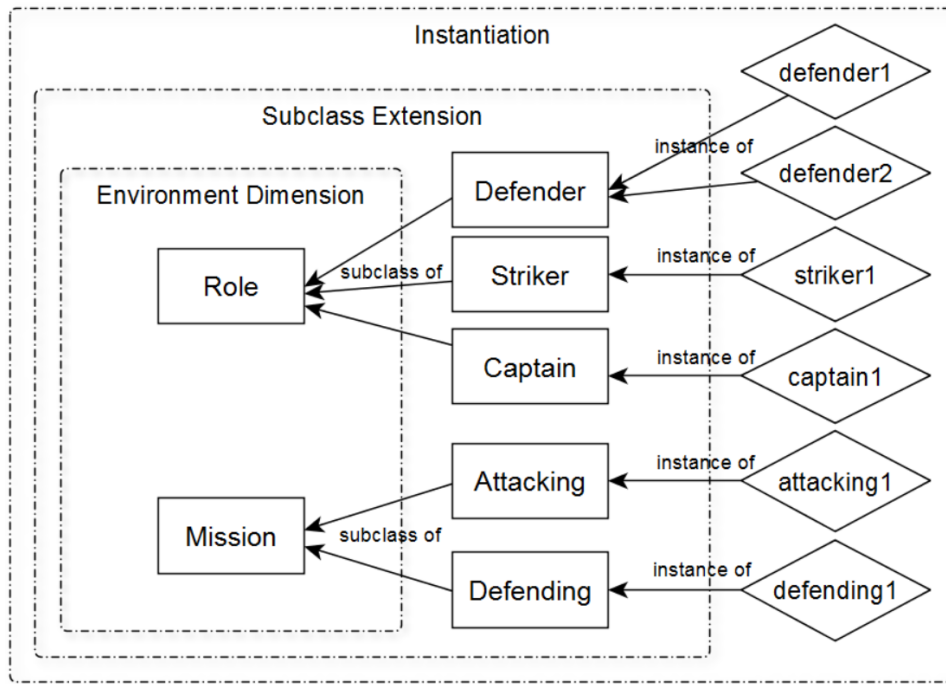 Instantiation
defender1
Subclass Extension
instance of
defender2
Environment Dimension
Defender
Role
subclass of
Striker
instance of
striker1
Captain
instance of
captain1
Attacking
instance of
attacking1
Mission
subclass of
Defending
instance of
defending1